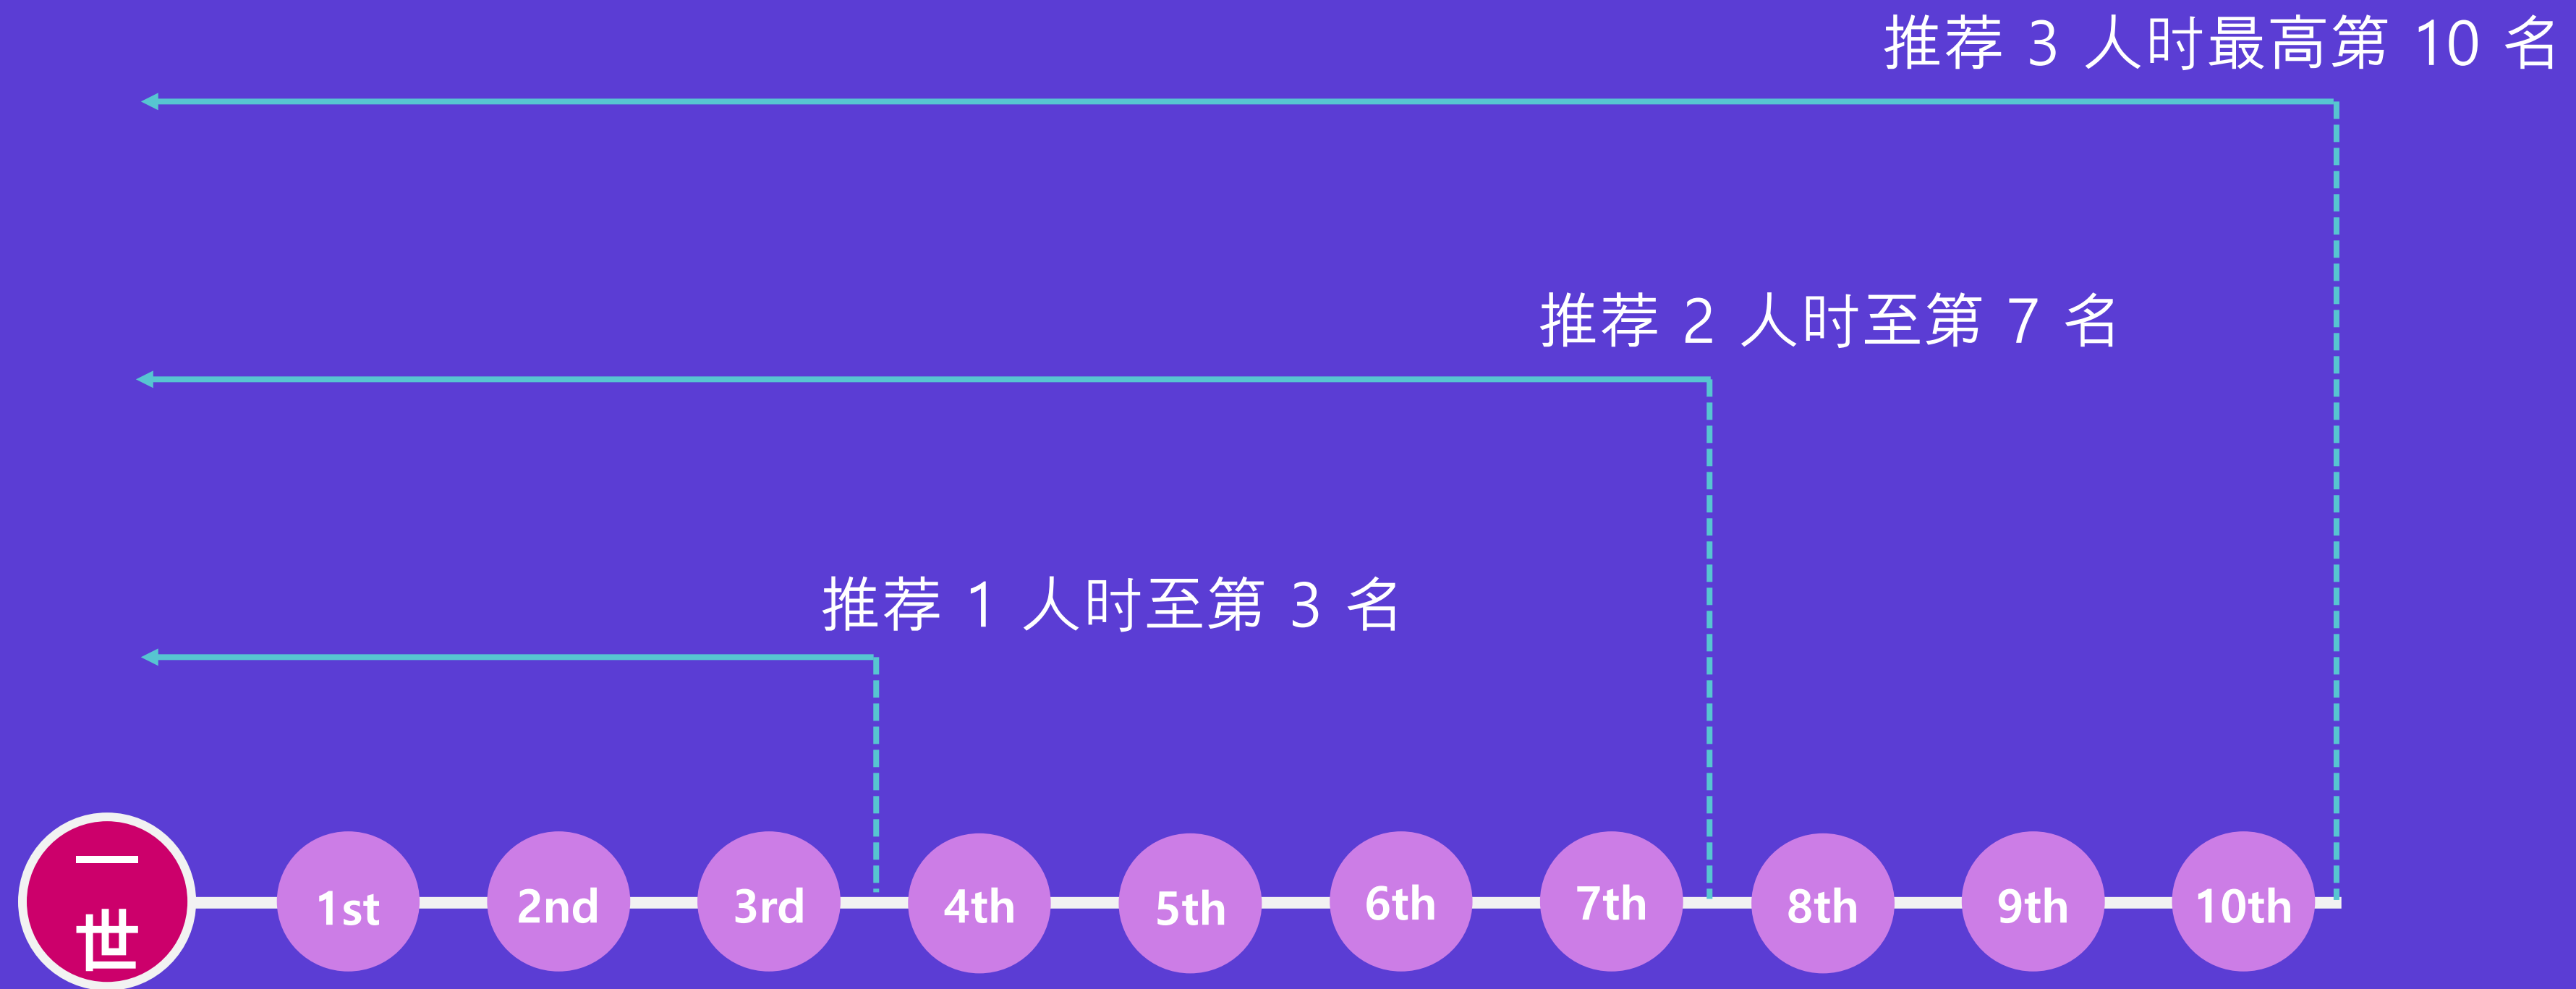 推荐 3 人时最高第 10 名
推荐 2 人时至第 7 名
推荐 1 人时至第 3 名
一
世
1st
2nd
3rd
4th
5th
6th
7th
8th
9th
10th